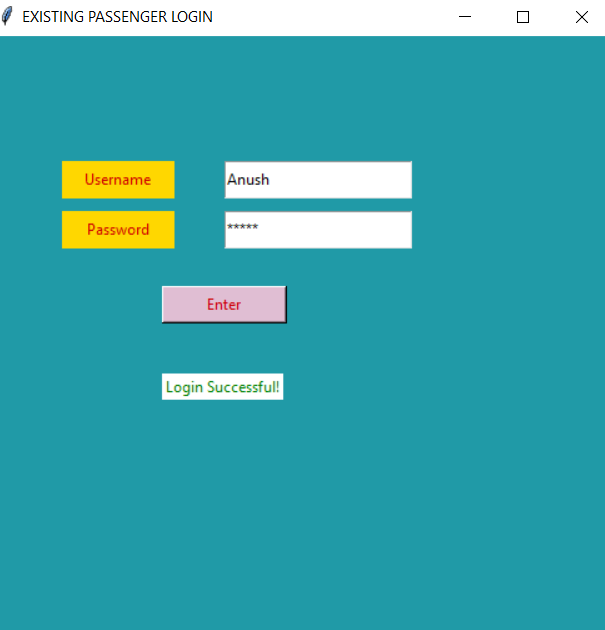 EXISTING PASSENGER LOGIN
Username Anush
Password *****
Enter
Login Successful!